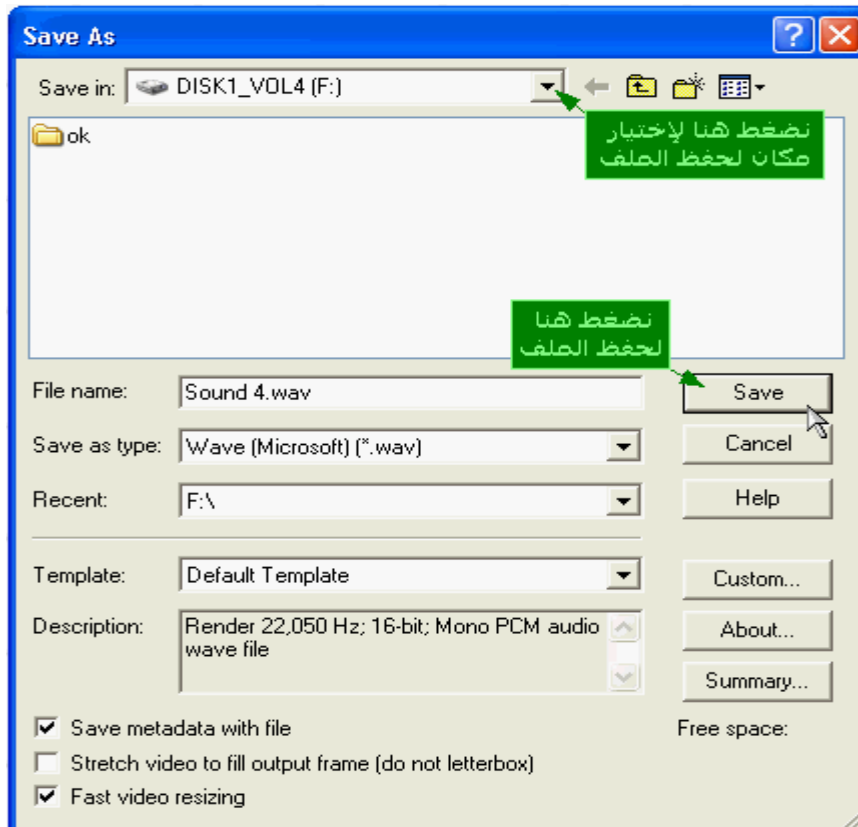 Save As
Save in:
DISK1_VOL4 (F:)
نضغط هنا لإختيار
مكان لحفظ الملف
ok
نضغط هنا
لحفظ الملف
File name:
Sound 4.wav
Save
Save as type:
Wave (Microsoft) (*.wav)
Cancel
Recent:
F:\
Help
Template:
Default Template
Custom...
Description:
Render 22,050 Hz; 16-bit; Mono PCM audio
wave file
About...
Summary...
Save metadata with file
Free space:
Stretch video to fill output frame (do not letterbox)
Fast video resizing